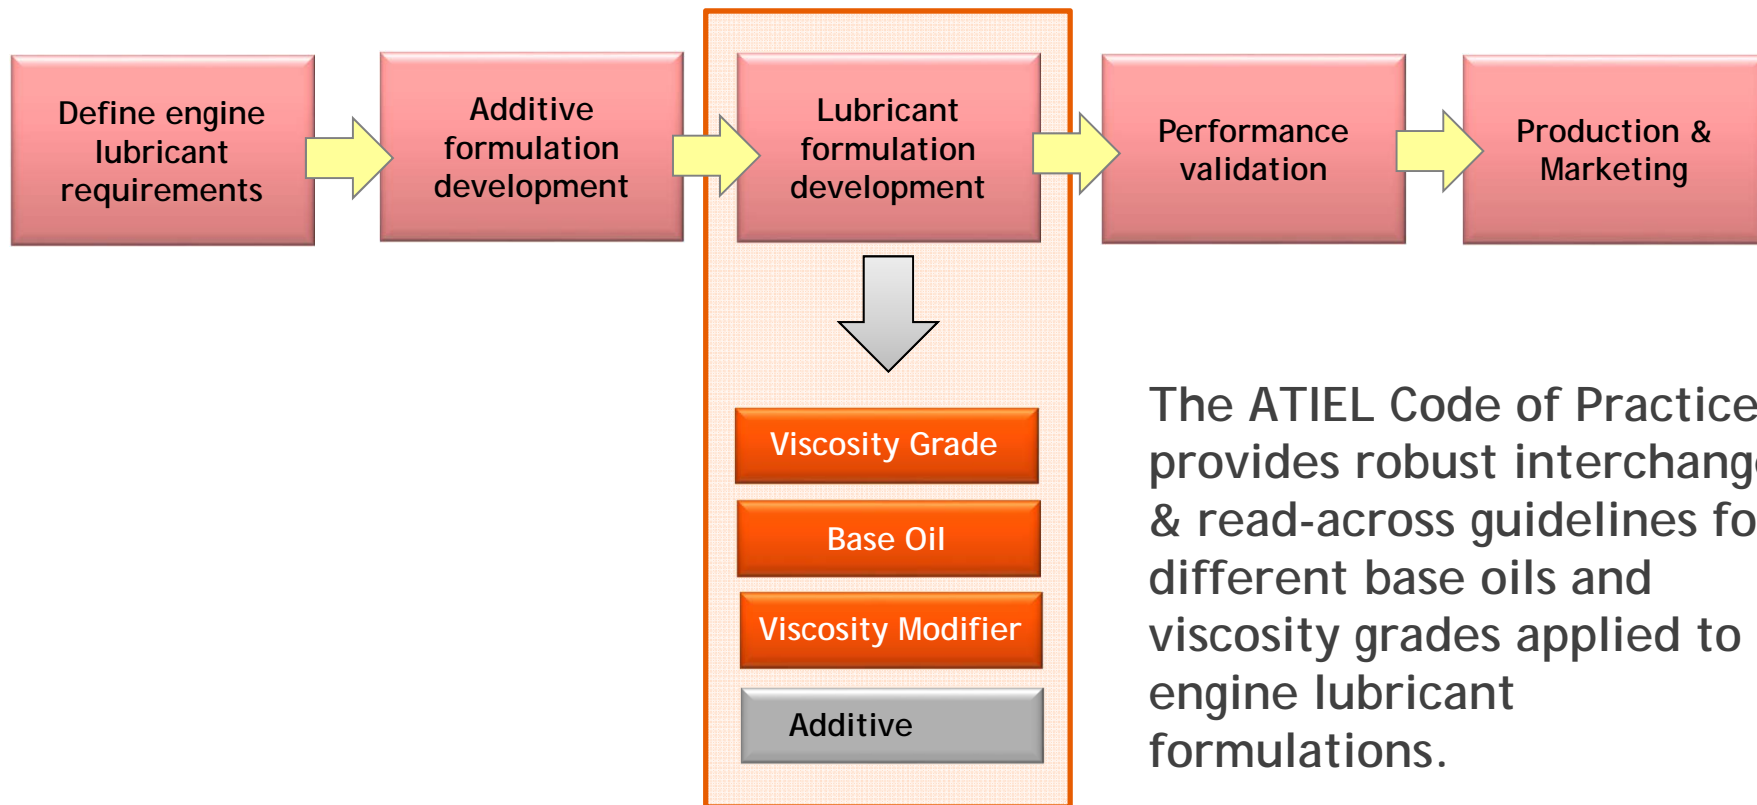 Define engine
lubricant
requirements
Additive
formulation
development
Lubricant
formulation
development
Performance
validation
Production &
Marketing
Viscosity Grade
Base Oil
Viscosity Modifier
Additive
The ATIEL Code of Practice
provides robust interchange
& read-across guidelines fo
different base oils and
viscosity grades applied to
engine lubricant
formulations.